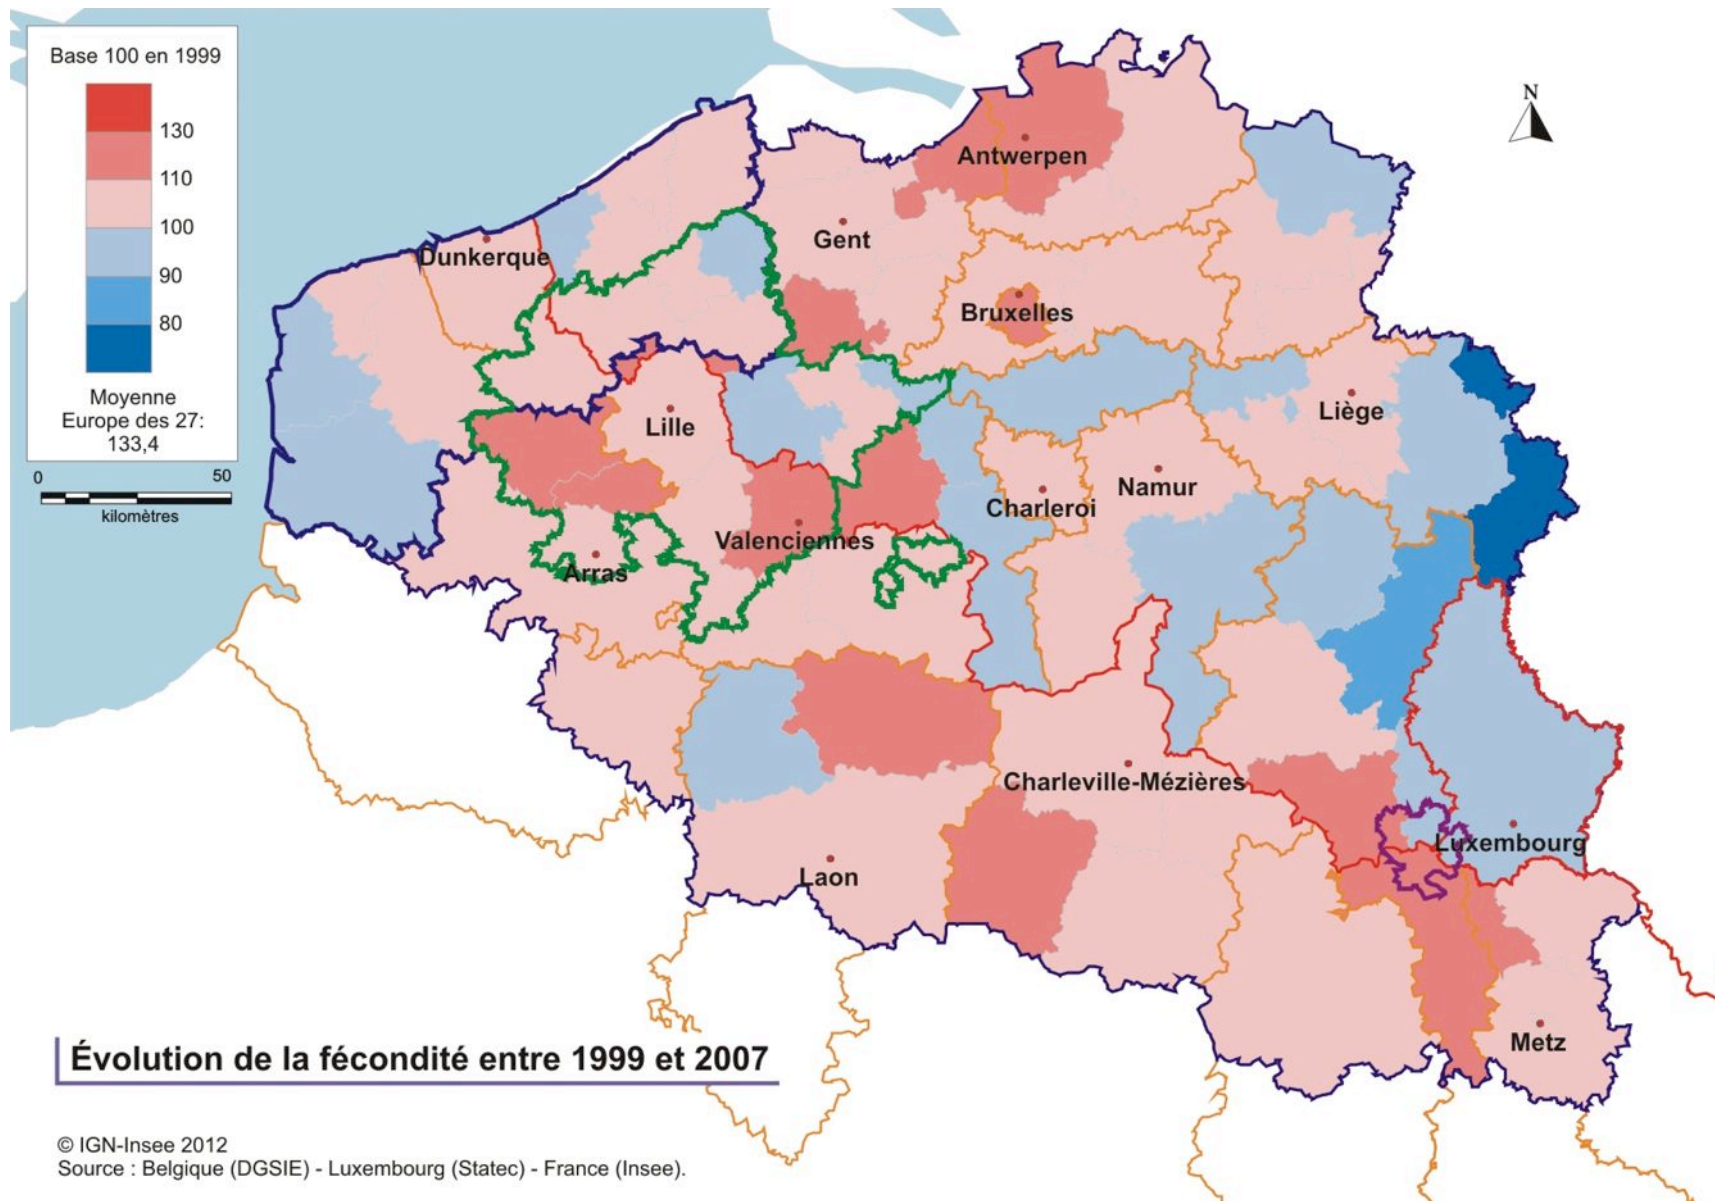 Base 100 en 1999
130
110
100
90
80
Moyenne
Europe des 27:
133,4
0 50
kilomètres
N
Antwerpen
Gent
Dunkerque
Bruxelles
Liège
Lille
Namur
Charleroi
Valenciennes
Arras
Charleville-Mézières
Luxembourg
Laon
Metz
Évolution de la fécondité entre 1999 et 2007
© IGN-Insee 2012
Source : Belgique (DGSIE) - Luxembourg (Statec) - France (Insee).